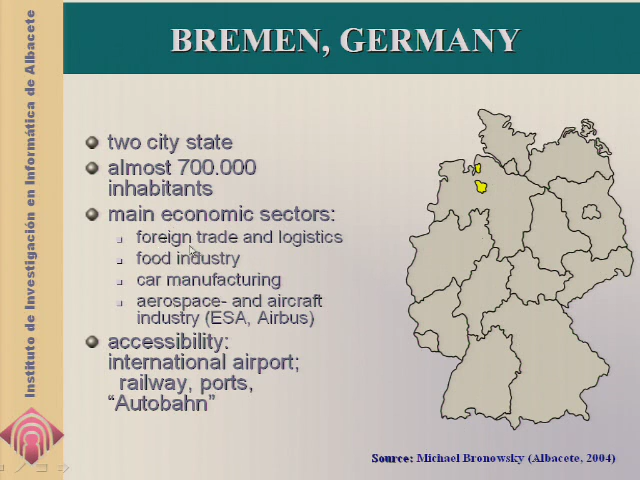 BREMEN, GERMANY
Instituto de Investigación en Informática de Albacete
two city state
almost 700.000
inhabitants
main economic sectors:
foreign trade and logistics
food industry
car manufacturing
aerospace- and aircraft
industry (ESA, Airbus)
accessibility:
international airport;
railway, ports,
“Autobahn”
Source: Michael Bronowsky (Albacete, 2004)